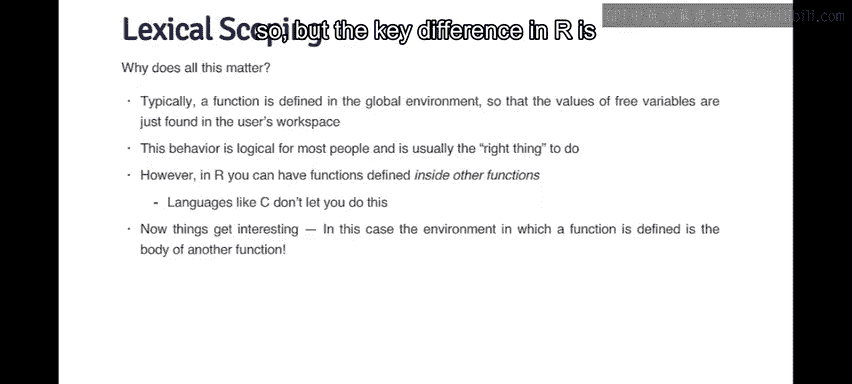 Lexical Scoping
so, but the key difference in R is
Why does all this matter?
· Typically, a function is defined in the global environment, so that the values of free variables are
just found in the user's workspace
· This behavior is logical for most people and is usually the “right thing” to do
· However, in R you can have functions defined inside other functions
- Languages like C don't let you do this
· Now things get interesting — In this case the environment in which a function is defined is the
body of another function!